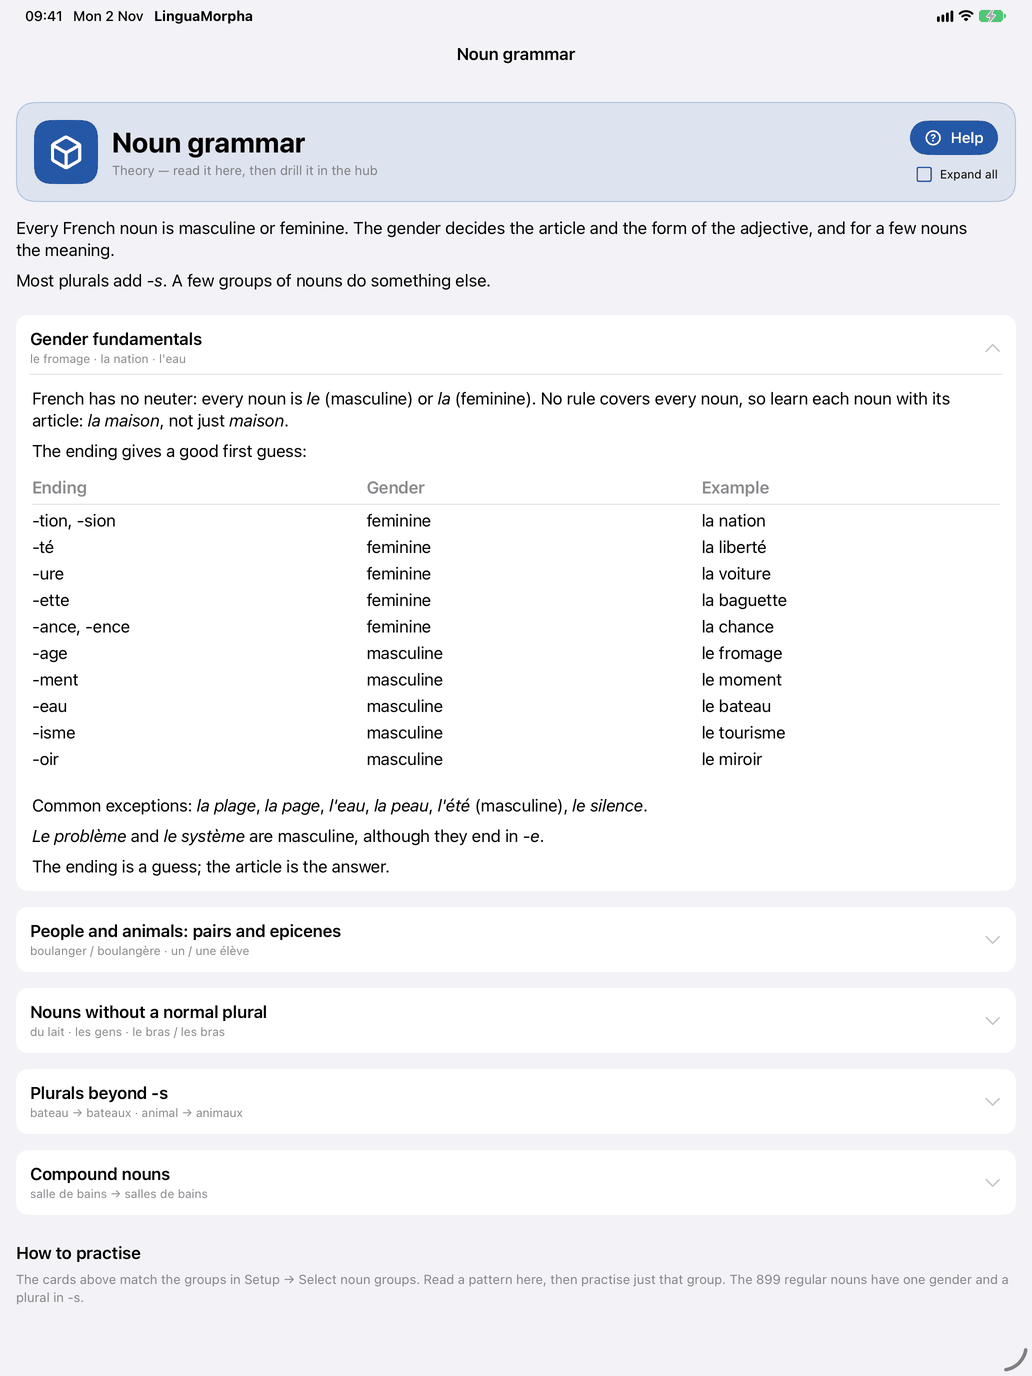 09:41 Mon 2 Nov LinguaMorpha
Noun grammar
Noun grammar
Theory — read it here, then drill it in the hub
Help
Expand all
Every French noun is masculine or feminine. The gender decides the article and the form of the adjective, and for a few nouns
the meaning.
Most plurals add -s. A few groups of nouns do something else.
Gender fundamentals
le fromage · la nation · l'eau
French has no neuter: every noun is le (masculine) or la (feminine). No rule covers every noun, so learn each noun with its
article: la maison, not just maison.
The ending gives a good first guess:
Ending Gender Example
-tion, -sion feminine la nation
-té feminine la liberté
-ure feminine la voiture
-ette feminine la baguette
-ance, -ence feminine la chance
-age masculine le fromage
-ment masculine le moment
-eau masculine le bateau
-isme masculine le tourisme
-oir masculine le miroir
Common exceptions: la plage, la page, l'eau, la peau, l'été (masculine), le silence.
Le problème and le système are masculine, although they end in -e.
The ending is a guess; the article is the answer.
People and animals: pairs and epicenes
boulanger / boulangère · un / une élève
Nouns without a normal plural
du lait · les gens · le bras / les bras
Plurals beyond -s
bateau → bateaux · animal → animaux
Compound nouns
salle de bains → salles de bains
How to practise
The cards above match the groups in Setup → Select noun groups. Read a pattern here, then practise just that group. The 899 regular nouns have one gender and a
plural in -s.